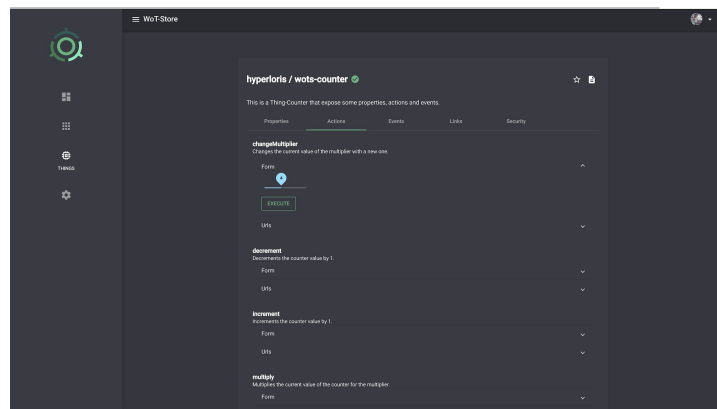 WoT-Store
hyperloris / wots-counter
This is a Thing-Counter that expose some properties, actions and events.
Properties Actions Events Links Security
changeMultiplier
Changes the current value of the multiplier with a new one.
Form
4
THINGS
EXECUTE
Urls
decrement
Decrements the counter value by 1.
Form
Urls
increment
Increments the counter value by 1.
Form
Urls
multiply
Multiplies the current value of the counter for the multiplier
Form